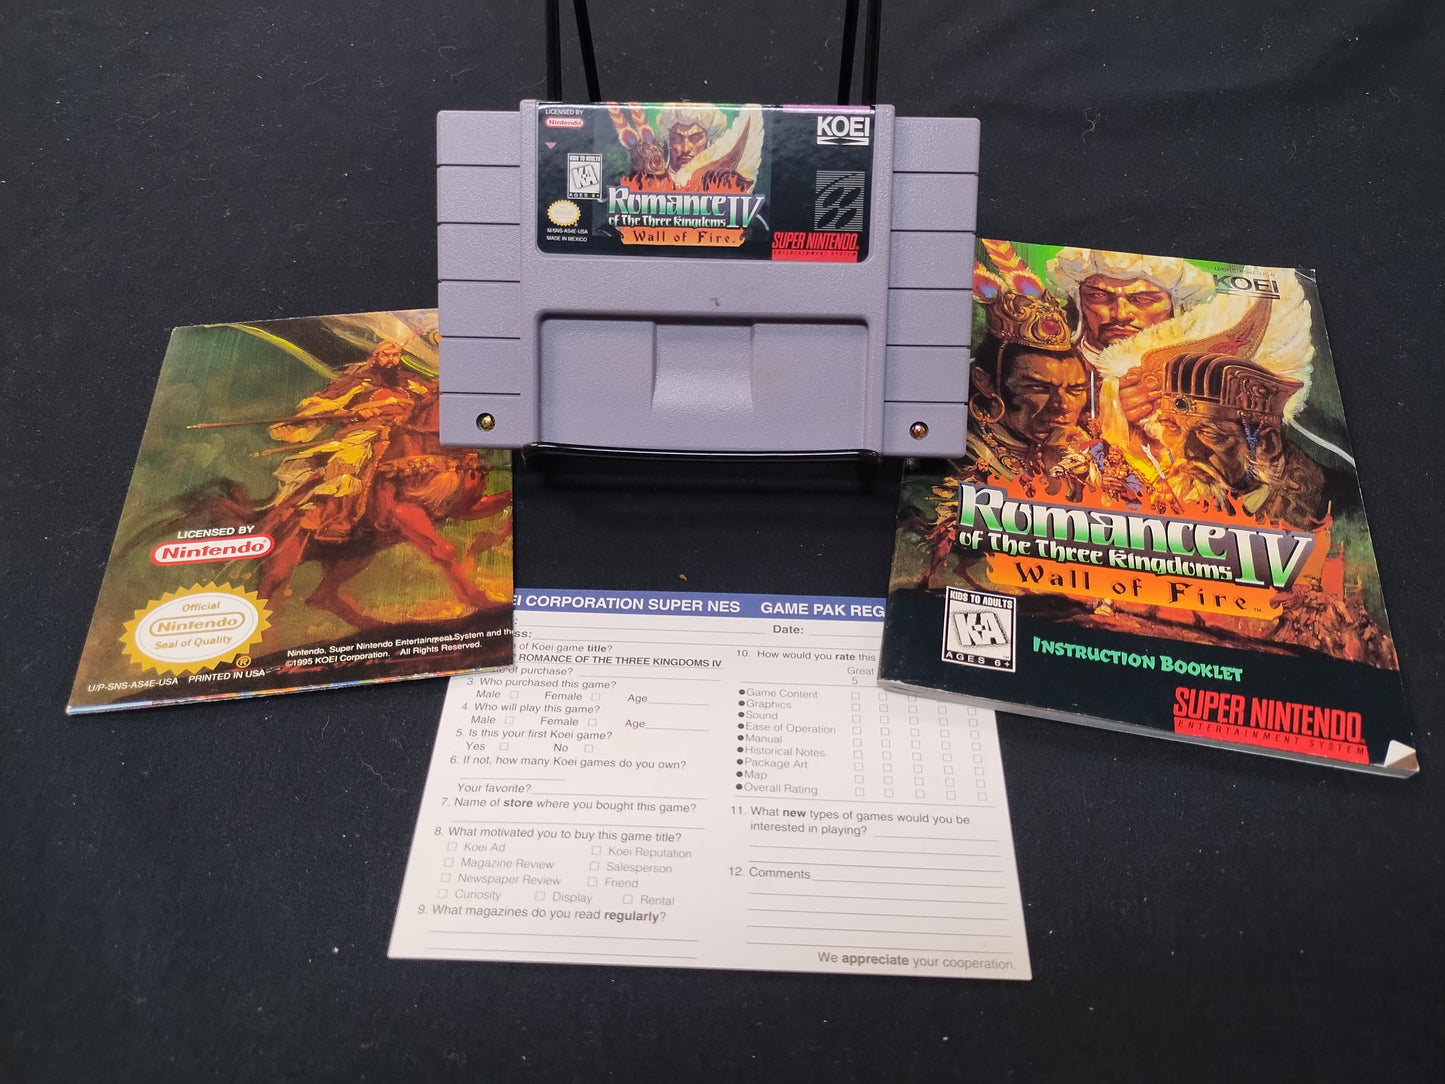 LICENSED BY
Nintendo
KIDS TO ADULTS
KA
AGES 6+
M/SNS-AS4E-USA
MADE IN MEXICO
KOEI
Romance IV
of The Three Kingdoms
Wall of Fire
SUPER NINTENDO
ENTERTAINMENT SYSTEM
LICENSED BY
Nintendo
Official
Nintendo
Seal of Quality
Nintendo, Super Nintendo Entertainment System and the
©1995 KOEI Corporation. All Rights Reserved.
U/P-SNS-AS4E-USA PRINTED IN USA
KOEI
Romance IV
of The Three Kingdoms
Wall of Fire™
KIDS TO ADULTS
KA
AGES 6+
INSTRUCTION BOOKLET
SUPER NINTENDO
ENTERTAINMENT SYSTEM
EI CORPORATION SUPER NES GAME PAK REG
ss:
Date:
of Koei game title?
ROMANCE OF THE THREE KINGDOMS IV
of purchase?
3. Who purchased this game?
Male Female Age
4. Who will play this game?
Male Female Age
5. Is this your first Koei game?
Yes No
6. If not, how many Koei games do you own?
Your favorite?
7. Name of store where you bought this game?
8. What motivated you to buy this game title?
Koei Ad Koei Reputation
Magazine Review Salesperson
Newspaper Review Friend
Curiosity Display Rental
9. What magazines do you read regularly?
10. How would you rate this
Great
5
Game Content
Graphics
Sound
Ease of Operation
Manual
Historical Notes
Package Art
Map
Overall Rating
11. What new types of games would you be
interested in playing?
12. Comments
We appreciate your cooperation.